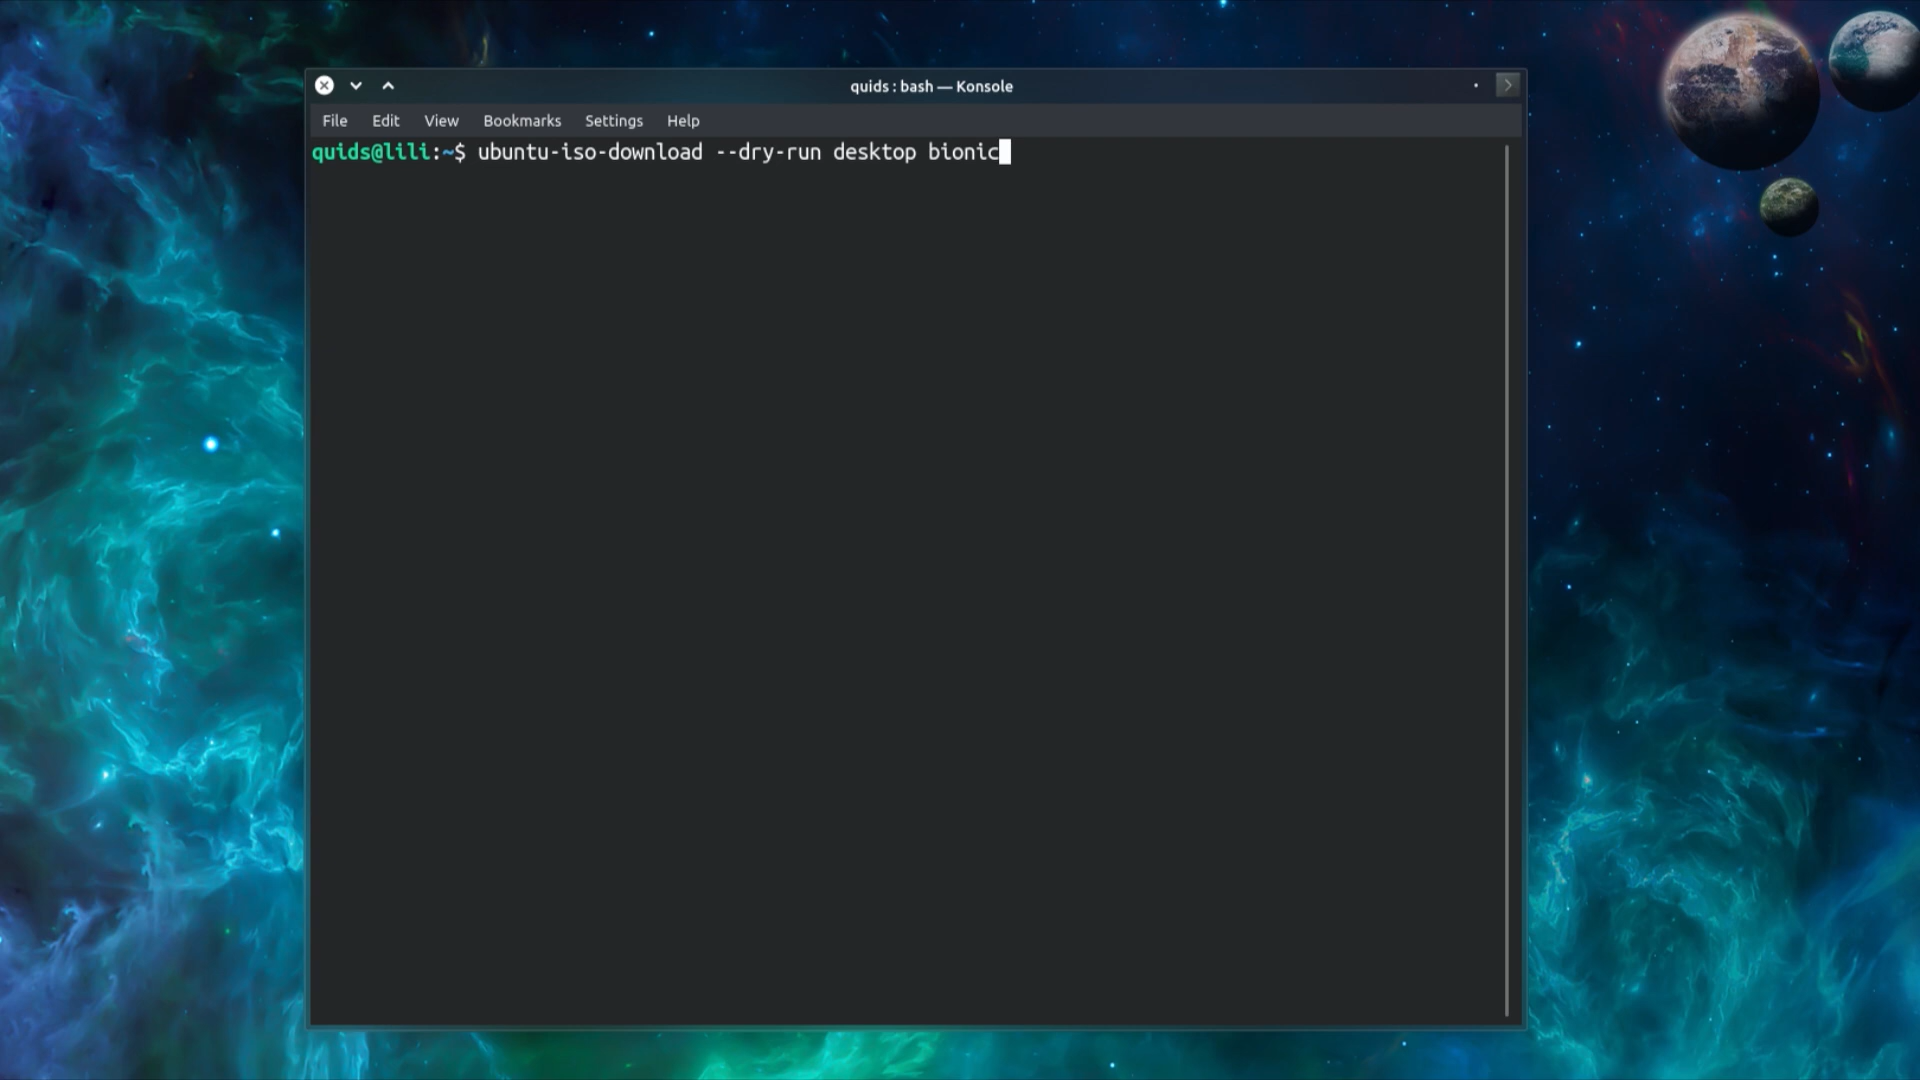 quids : bash — Konsole
File Edit View Bookmarks Settings Help
quids@lili:~$ ubuntu-iso-download --dry-run desktop bionic